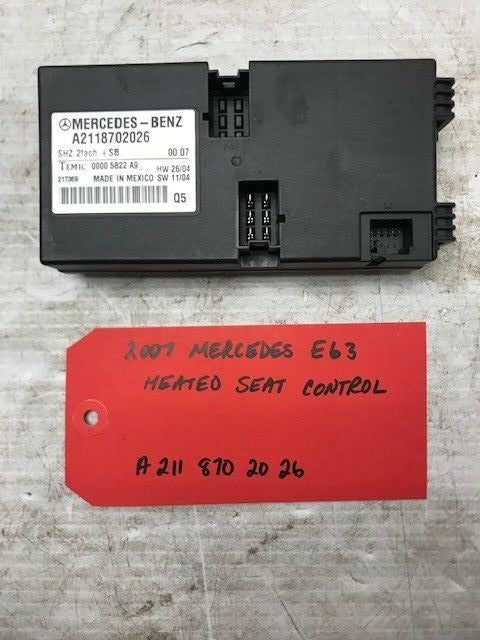 MERCEDES-BENZ
A2118702026
SHZ 2fach +SB 00 07
TEMIC 0000 5822 A9 HW 26/04
217369 MADE IN MEXICO SW 11/04
Q5
N
3
2007 MERCEDES E63
HEATED SEAT CONTROL
A 211 870 20 26